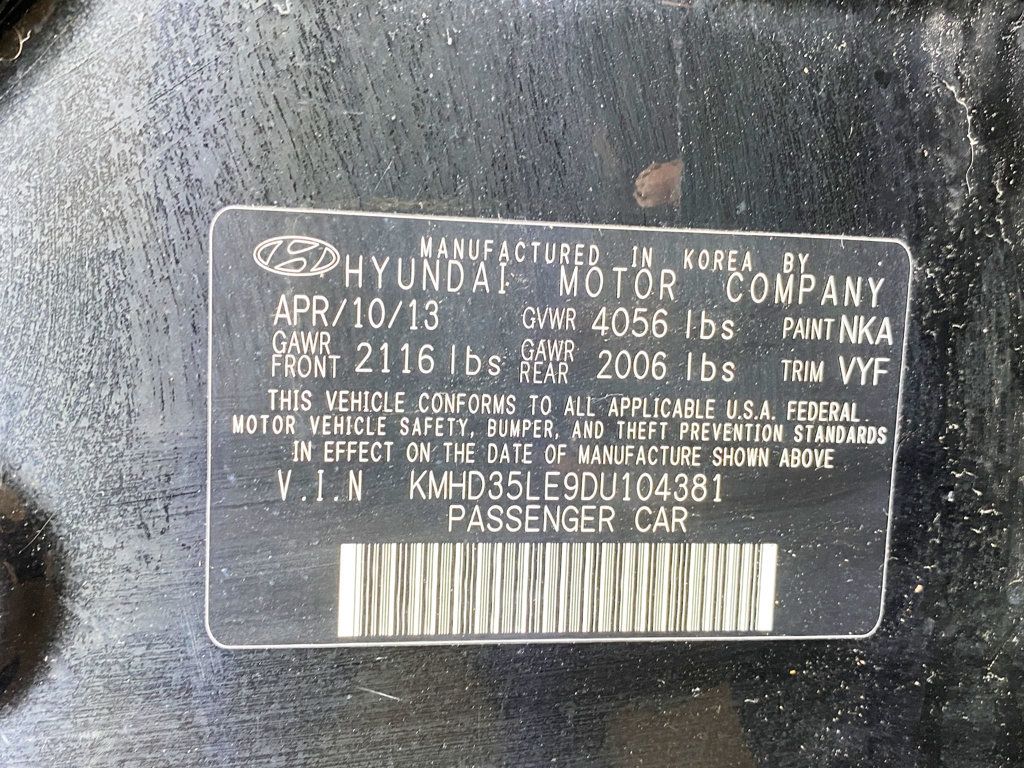 MANUFACTURED IN KOREA BY
HYUNDAI MOTOR COMPANY
APR/10/13 GVWR 4056 lbs PAINT NKA
GAWR FRONT 2116 lbs GAWR REAR 2006 lbs TRIM VYF
THIS VEHICLE CONFORMS TO ALL APPLICABLE U.S.A. FEDERAL
MOTOR VEHICLE SAFETY, BUMPER, AND THEFT PREVENTION STANDARDS
IN EFFECT ON THE DATE OF MANUFACTURE SHOWN ABOVE
V.I.N KMHD35LE9DU104381
PASSENGER CAR